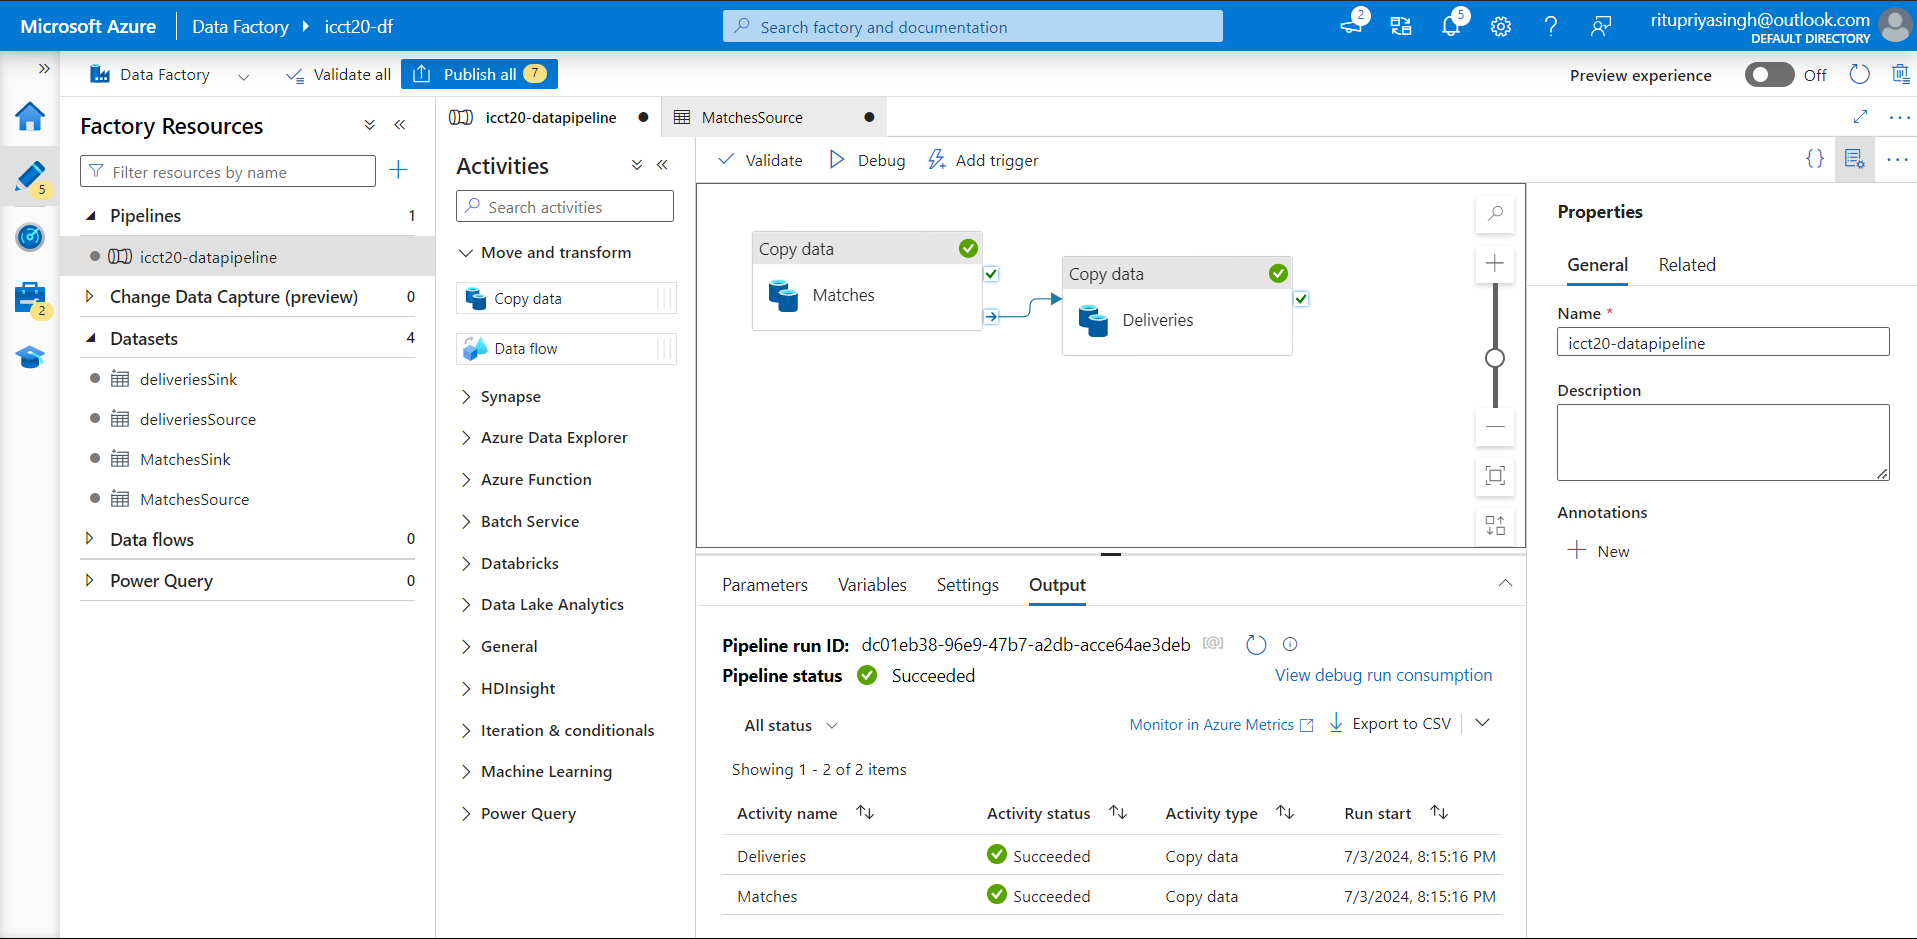 Microsoft Azure
Data Factory
icct20-df
Search factory and documentation
2
5
ritupriyasingh@outlook.com
DEFAULT DIRECTORY
Data Factory
Validate all
Publish all
7
Preview experience
Off
5
2
Factory Resources
Filter resources by name
Pipelines
1
icct20-datapipeline
Change Data Capture (preview)
0
Datasets
4
deliveriesSink
deliveriesSource
MatchesSink
MatchesSource
Data flows
0
Power Query
0
icct20-datapipeline
MatchesSource
Activities
Search activities
Move and transform
Copy data
Data flow
Synapse
Azure Data Explorer
Azure Function
Batch Service
Databricks
Data Lake Analytics
General
HDInsight
Iteration & conditionals
Machine Learning
Power Query
Validate
Debug
Add trigger
{}
Copy data
Matches
Copy data
Deliveries
Parameters
Variables
Settings
Output
Pipeline run ID: dc01eb38-96e9-47b7-a2db-acce64ae3deb [@]
Pipeline status
Succeeded
View debug run consumption
All status
Monitor in Azure Metrics
Export to CSV
Showing 1 - 2 of 2 items
Activity name
Activity status
Activity type
Run start
Deliveries
Succeeded
Copy data
7/3/2024, 8:15:16 PM
Matches
Succeeded
Copy data
7/3/2024, 8:15:16 PM
Properties
General
Related
Name *
icct20-datapipeline
Description
Annotations
New